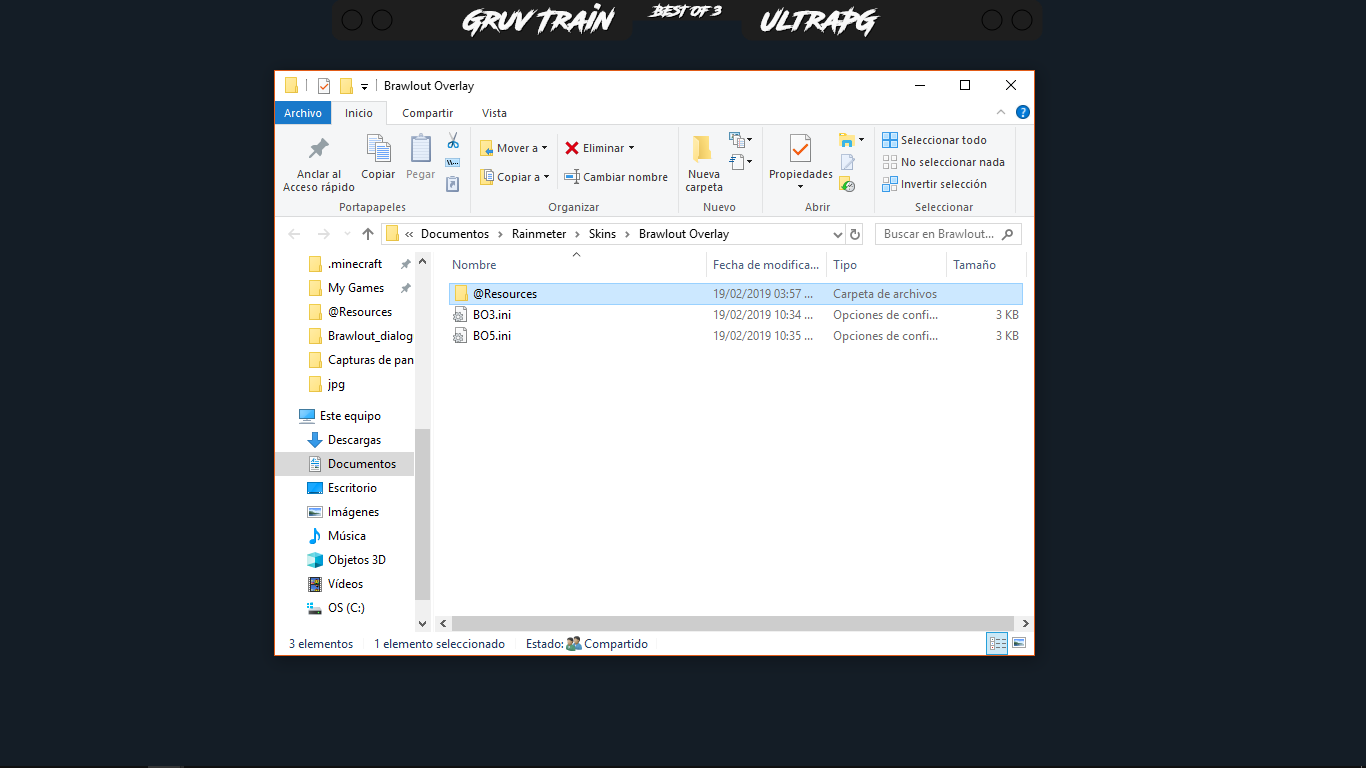 GRUV TRAIN
BEST OF 3
ULTRAPG
Brawlout Overlay
Archivo
Inicio
Compartir
Vista
Anclar al
Acceso rápido
Copiar
Pegar
Portapapeles
Mover a
Copiar a
Eliminar
Cambiar nombre
Organizar
Nueva
carpeta
Nuevo
Propiedades
Abrir
Seleccionar todo
No seleccionar nada
Invertir selección
Seleccionar
« Documentos > Rainmeter > Skins > Brawlout Overlay
Buscar en Brawlout...
.minecraft
My Games
@Resources
Brawlout_dialog
Capturas de pan
jpg
Este equipo
Descargas
Documentos
Escritorio
Imágenes
Música
Objetos 3D
Vídeos
OS (C:)
Nombre Fecha de modifica... Tipo Tamaño
@Resources 19/02/2019 03:57 ... Carpeta de archivos
BO3.ini 19/02/2019 10:34 ... Opciones de confi... 3 KB
BO5.ini 19/02/2019 10:35 ... Opciones de confi... 3 KB
3 elementos 1 elemento seleccionado Estado: Compartido